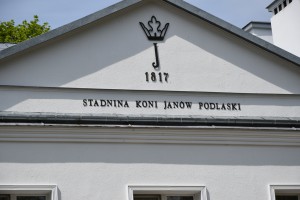 J
1817
STADNINA KONI JANÓW PODLASKI